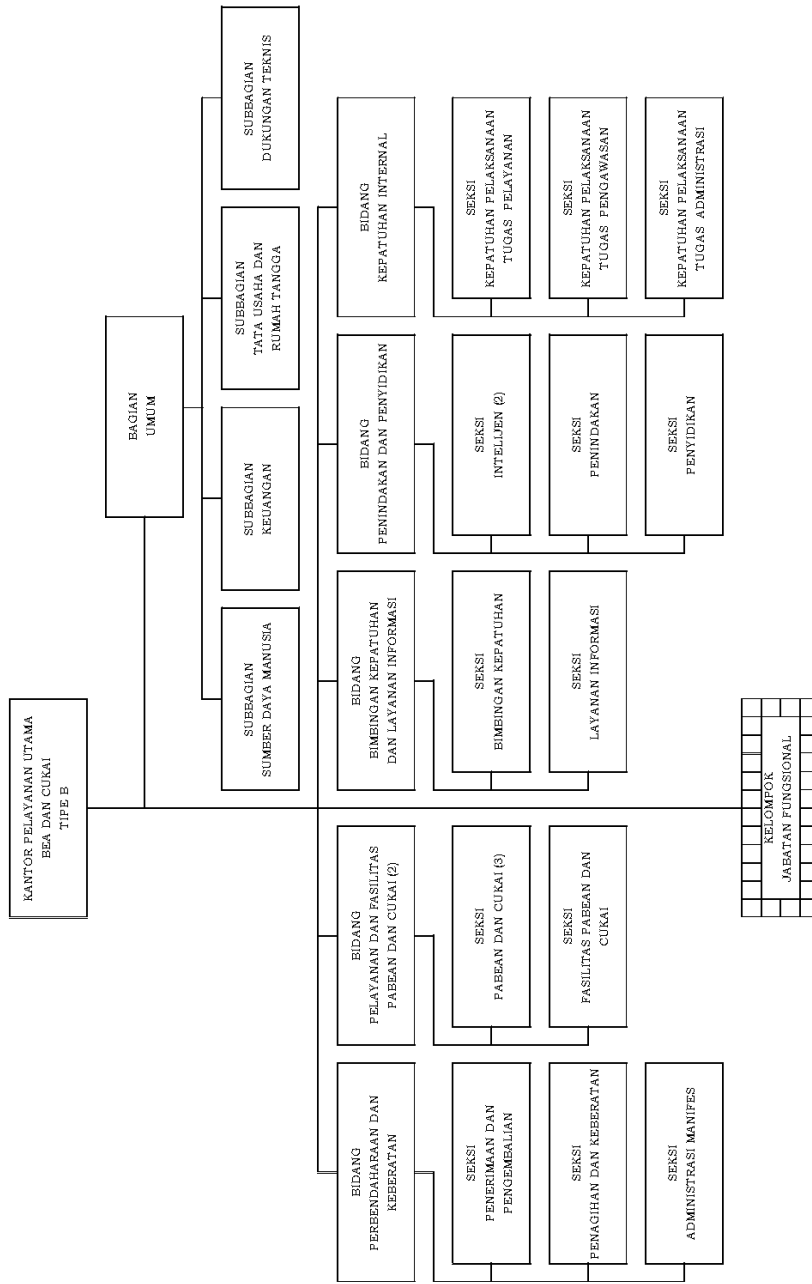 KANTOR PELAYANAN UTAMA
BEA DAN CUKAI
TIPE B
BAGIAN
UMUM
SUBBAGIAN
SUMBER DAYA MANUSIA
SUBBAGIAN
KEUANGAN
SUBBAGIAN
TATA USAHA DAN
RUMAH TANGGA
SUBBAGIAN
DUKUNGAN TEKNIS
BIDANG
PERBENDAHARAAN DAN
KEBERATAN
SEKSI
PENERIMAAN DAN
PENGEMBALIAN
SEKSI
PENAGIHAN DAN KEBERATAN
SEKSI
ADMINISTRASI MANIFES
BIDANG
PELAYANAN DAN FASILITAS
PABEAN DAN CUKAI (2)
SEKSI
PABEAN DAN CUKAI (3)
SEKSI
FASILITAS PABEAN DAN
CUKAI
BIDANG
BIMBINGAN KEPATUHAN
DAN LAYANAN INFORMASI
SEKSI
BIMBINGAN KEPATUHAN
SEKSI
LAYANAN INFORMASI
BIDANG
PENINDAKAN DAN PENYIDIKAN
SEKSI
INTELIJEN (2)
SEKSI
PENINDAKAN
SEKSI
PENYIDIKAN
BIDANG
KEPATUHAN INTERNAL
SEKSI
KEPATUHAN PELAKSANAAN
TUGAS PELAYANAN
SEKSI
KEPATUHAN PELAKSANAAN
TUGAS PENGAWASAN
SEKSI
KEPATUHAN PELAKSANAAN
TUGAS ADMINISTRASI
KELOMPOK
JABATAN FUNGSIONAL